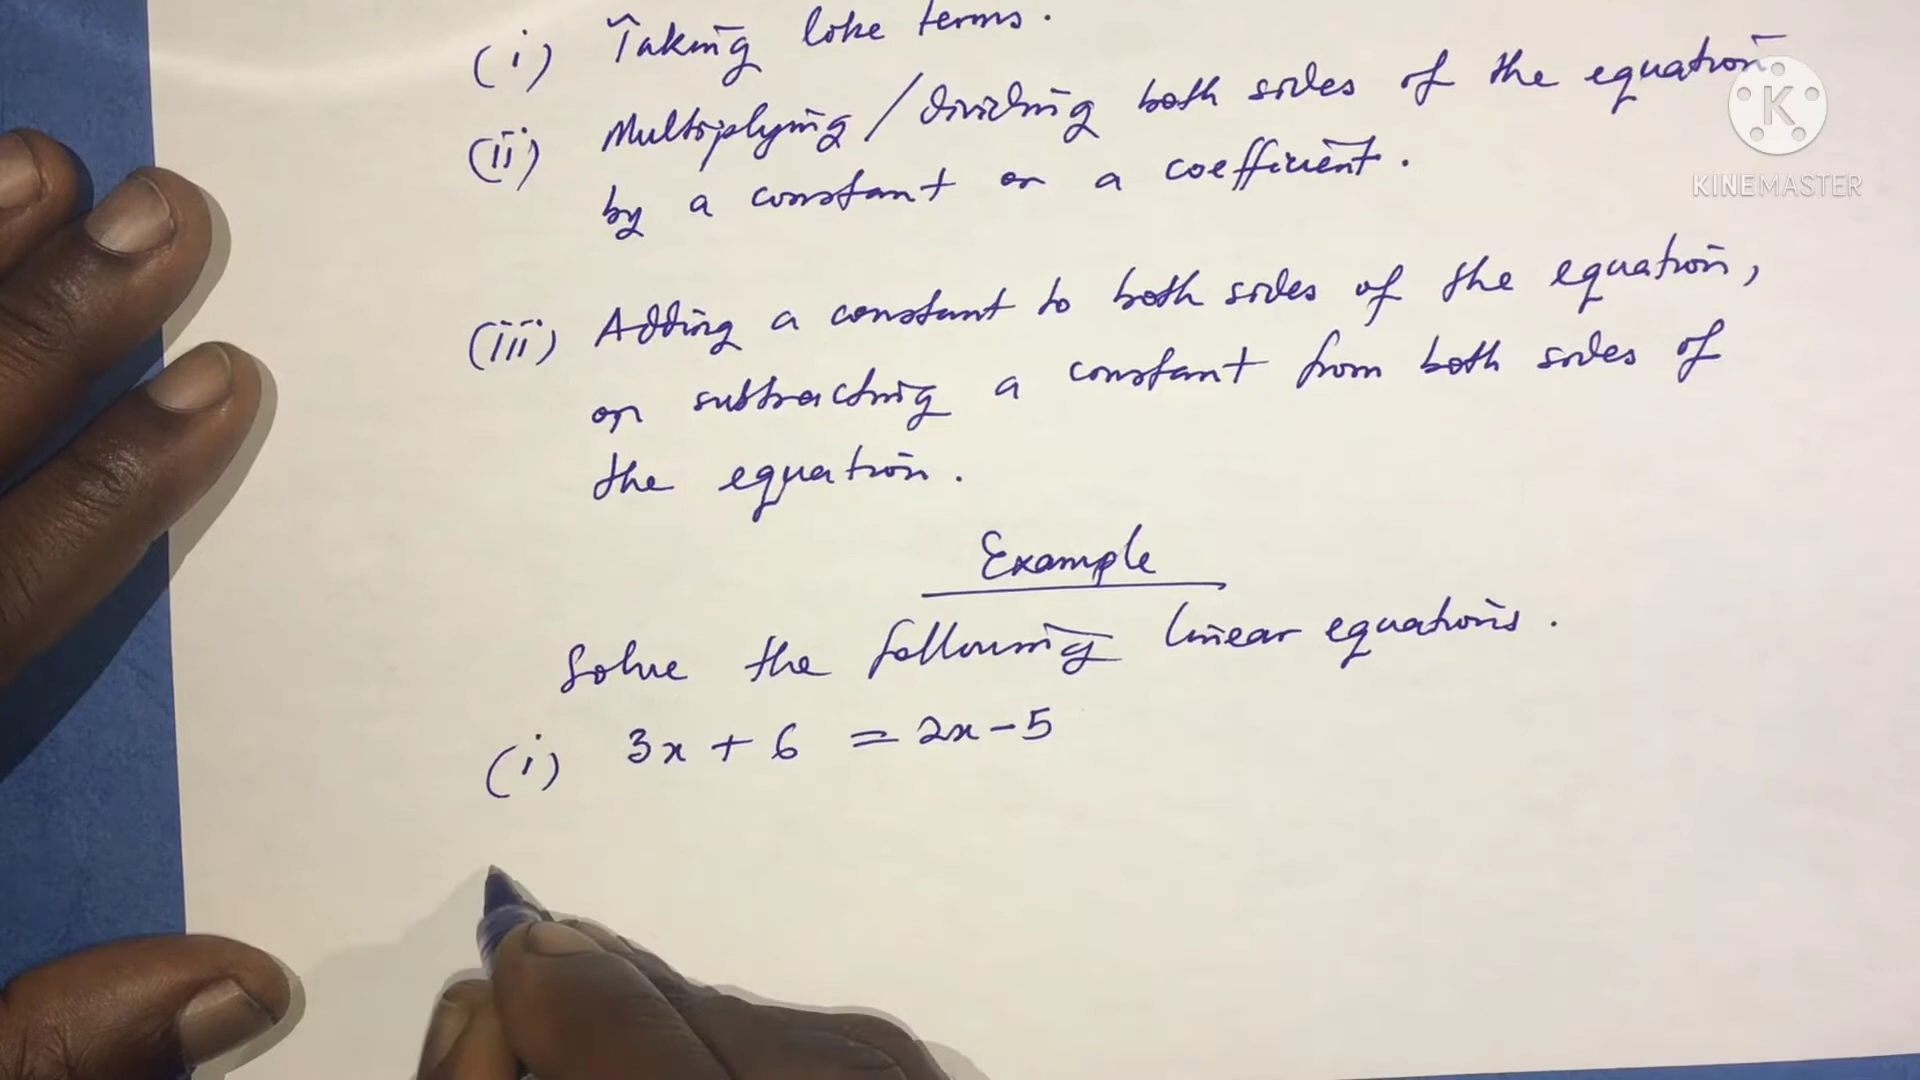 (i) Taking like terms.
(ii) Multiplying/dividing both sides of the equation
by a constant or a coefficient.
(iii) Adding a constant to both sides of the equation,
or subtracting a constant from both sides of
the equation.
Example
Solve the following linear equations.
(i) 3x + 6 = 2x - 5
K
KINEMASTER